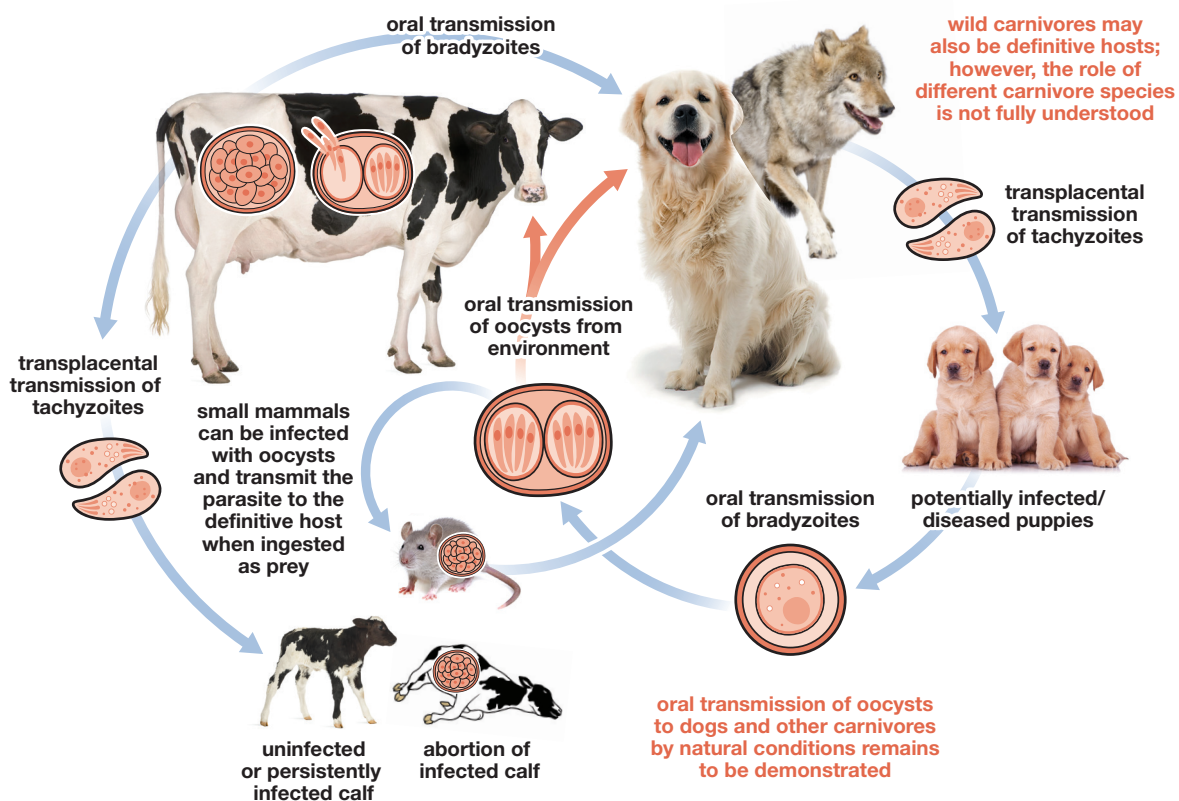 oral transmission
of bradyzoites
wild carnivores may
also be definitive hosts;
however, the role of
different carnivore species
is not fully understood
transplacental
transmission
of tachyzoites
oral transmission
of oocysts from
environment
transplacental
transmission of
tachyzoites
small mammals
can be infected
with oocysts
and transmit the
parasite to the
definitive host
when ingested
as prey
oral transmission
of bradyzoites
potentially infected/
diseased puppies
uninfected
or persistently
infected calf
abortion of
infected calf
oral transmission of oocysts
to dogs and other carnivores
by natural conditions remains
to be demonstrated